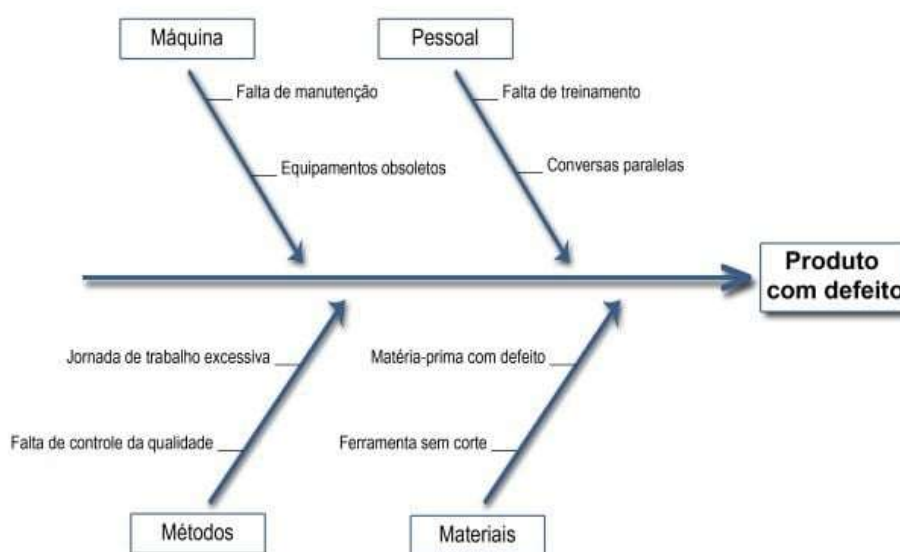 Máquina
Pessoal
Falta de manutenção
Falta de treinamento
Equipamentos obsoletos
Conversas paralelas
Produto
com defeito
Jornada de trabalho excessiva
Matéria-prima com defeito
Falta de controle da qualidade
Ferramenta sem corte
Métodos
Materiais